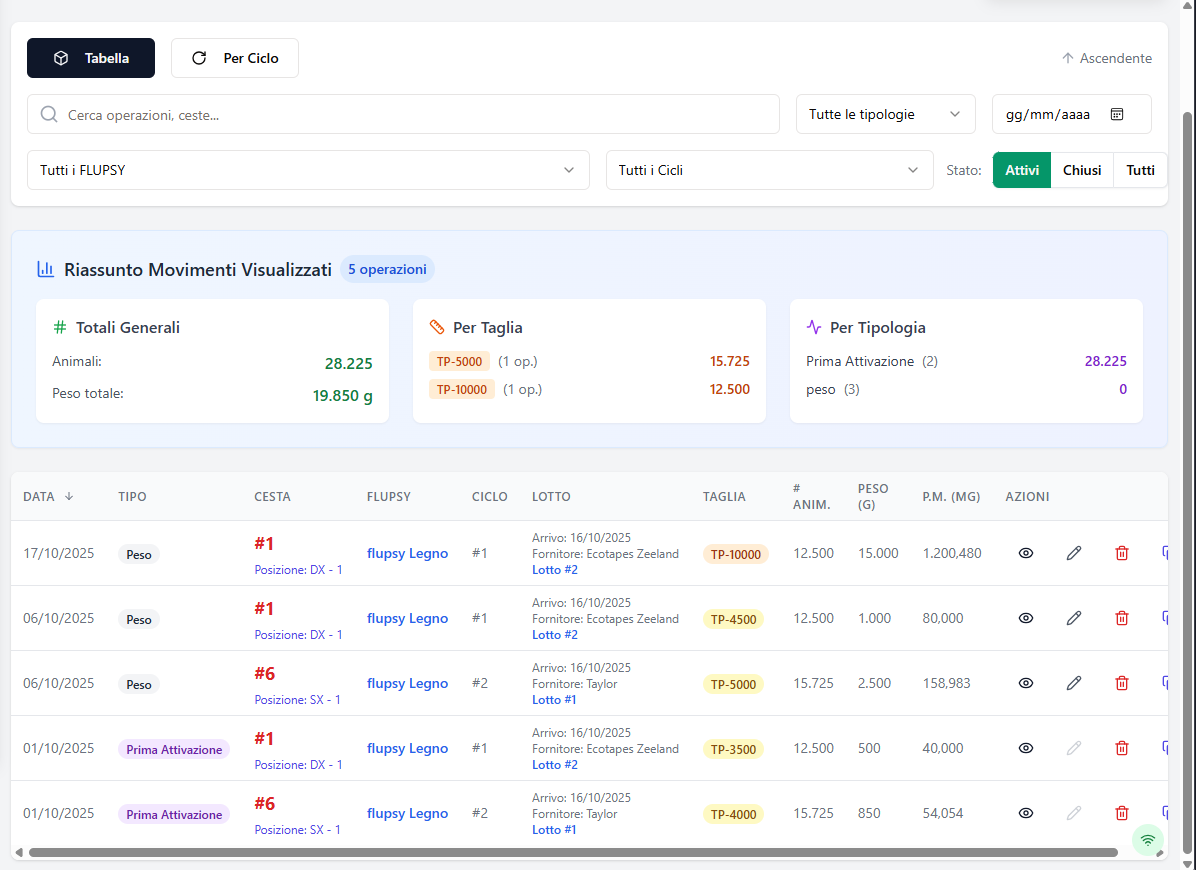 Tabella
Per Ciclo
Ascendente
Cerca operazioni, ceste...
Tutte le tipologie
gg/mm/aaaa
Tutti i FLUPSY
Tutti i Cicli
Stato:
Attivi
Chiusi
Tutti
Riassunto Movimenti Visualizzati
5 operazioni
Totali Generali
Animali: 28.225
Peso totale: 19.850 g
Per Taglia
TP-5000 (1 op.) 15.725
TP-10000 (1 op.) 12.500
Per Tipologia
Prima Attivazione (2) 28.225
peso (3) 0
DATA TIPO CESTA FLUPSY CICLO LOTTO TAGLIA # ANIM. PESO (G) P.M. (MG) AZIONI
17/10/2025 Peso #1 Posizione: DX - 1 flupsy Legno #1 Arrivo: 16/10/2025 Fornitore: Ecotapes Zeeland Lotto #2 TP-10000 12.500 15.000 1.200,480
06/10/2025 Peso #1 Posizione: DX - 1 flupsy Legno #1 Arrivo: 16/10/2025 Fornitore: Ecotapes Zeeland Lotto #2 TP-4500 12.500 1.000 80,000
06/10/2025 Peso #6 Posizione: SX - 1 flupsy Legno #2 Arrivo: 16/10/2025 Fornitore: Taylor Lotto #1 TP-5000 15.725 2.500 158,983
01/10/2025 Prima Attivazione #1 Posizione: DX - 1 flupsy Legno #1 Arrivo: 16/10/2025 Fornitore: Ecotapes Zeeland Lotto #2 TP-3500 12.500 500 40,000
01/10/2025 Prima Attivazione #6 Posizione: SX - 1 flupsy Legno #2 Arrivo: 16/10/2025 Fornitore: Taylor Lotto #1 TP-4000 15.725 850 54,054